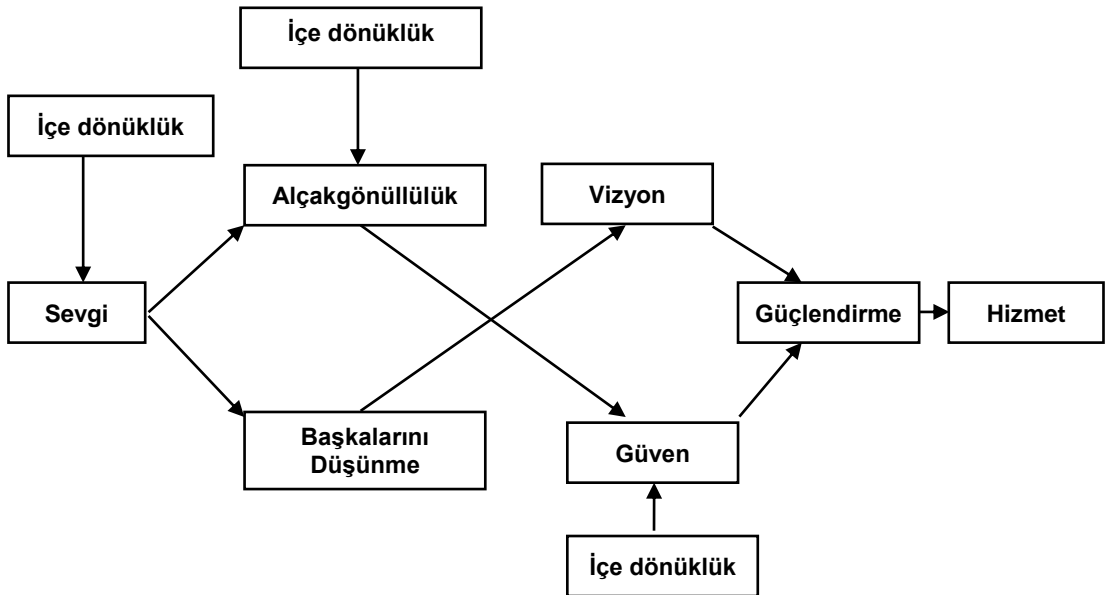 İçe dönüklük
İçe dönüklük
Alçakgönüllülük
Vizyon
Sevgi
Güçlendirme
Hizmet
Başkalarını
Düşünme
Güven
İçe dönüklük